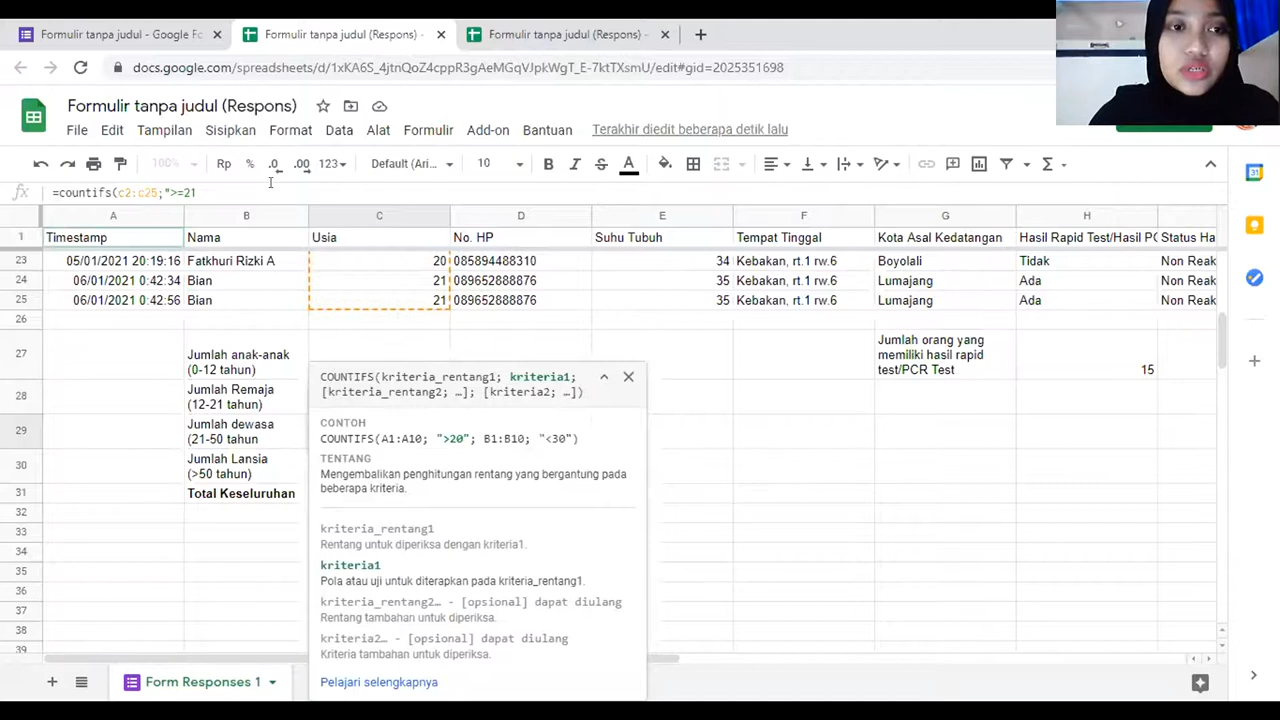 Formulir tanpa judul - Google Fo
Formulir tanpa judul (Respons) -
Formulir tanpa judul (Respons) -
docs.google.com/spreadsheets/d/1xKA6S_4jtnQoZ4cppR3gAeMGqVJpkWgT_E-7ktTXsmU/edit#gid=2025351698
Formulir tanpa judul (Respons)
File Edit Tampilan Sisipkan Format Data Alat Formulir Add-on Bantuan Terakhir diedit beberapa detik lalu
100% Rp % .0 .00 123 Default (Ari... 10 B I S A
fx =countifs(c2:c25;">=21
A B C D E F G H
1 Timestamp Nama Usia No. HP Suhu Tubuh Tempat Tinggal Kota Asal Kedatangan Hasil Rapid Test/Hasil PC Status Ha
23 05/01/2021 20:19:16 Fatkhuri Rizki A 20 085894488310 34 Kebakan, rt.1 rw.6 Boyolali Tidak Non Reak
24 06/01/2021 0:42:34 Bian 21 089652888876 35 Kebakan, rt.1 rw.6 Lumajang Ada Non Reak
25 06/01/2021 0:42:56 Bian 21 089652888876 35 Kebakan, rt.1 rw.6 Lumajang Ada Non Reak
26
27
Jumlah anak-anak
(0-12 tahun)
Jumlah orang yang
memiliki hasil rapid
test/PCR Test
15
28
Jumlah Remaja
(12-21 tahun)
29
Jumlah dewasa
(21-50 tahun
30
Jumlah Lansia
(>50 tahun)
31 Total Keseluruhan
32
33
34
35
36
37
38
39
COUNTIFS(kriteria_rentang1; kriteria1;
[kriteria_rentang2; …]; [kriteria2; …])
CONTOH
COUNTIFS(A1:A10; ">20"; B1:B10; "<30")
TENTANG
Mengembalikan penghitungan rentang yang bergantung pada
beberapa kriteria.
kriteria_rentang1
Rentang untuk diperiksa dengan kriteria1.
kriteria1
Pola atau uji untuk diterapkan pada kriteria_rentang1.
kriteria_rentang2… - [opsional] dapat diulang
Rentang tambahan untuk diperiksa.
kriteria2… - [opsional] dapat diulang
Kriteria tambahan untuk diperiksa.
Pelajari selengkapnya
Form Responses 1